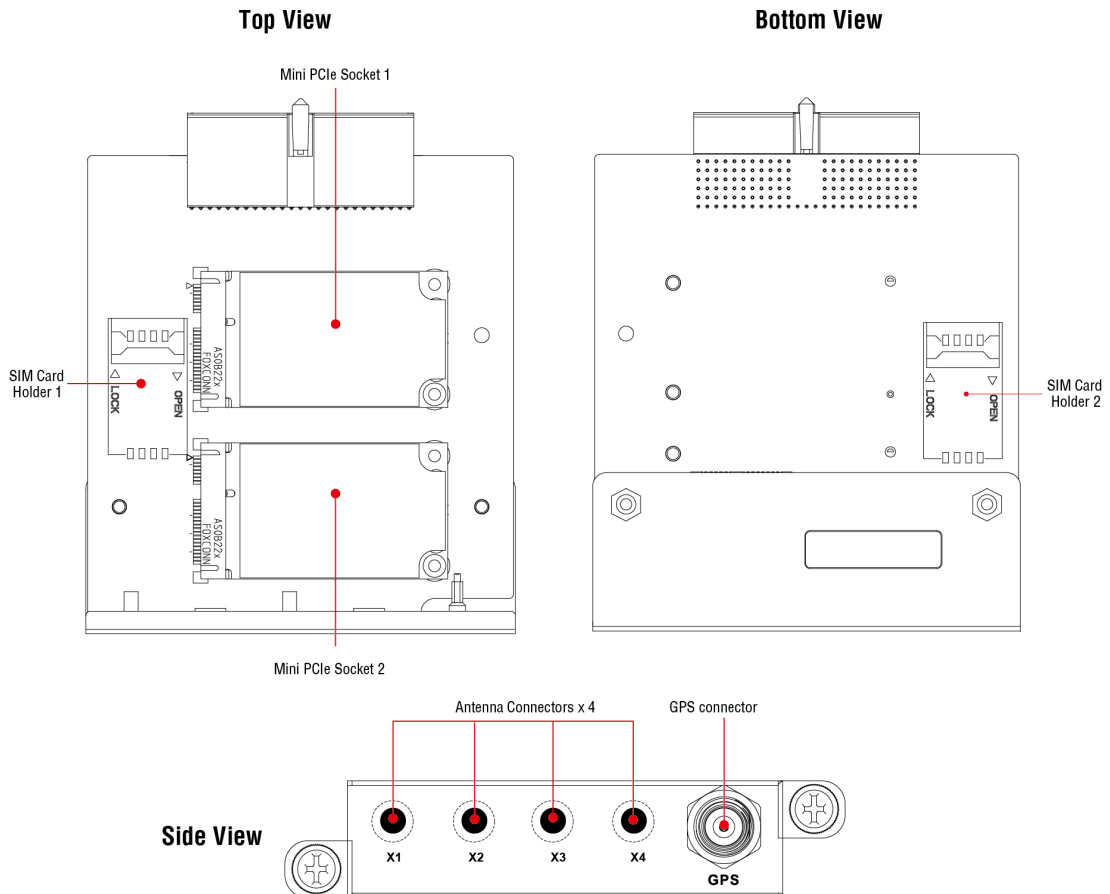 Top View
Bottom View
Mini PCIe Socket 1
SIM Card
Holder 1
LOCK
OPEN
AS0B22x
FOXCONN
AS0B22x
FOXCONN
Mini PCIe Socket 2
LOCK
OPEN
SIM Card
Holder 2
Antenna Connectors x 4
GPS connector
Side View
X1
X2
X3
X4
GPS